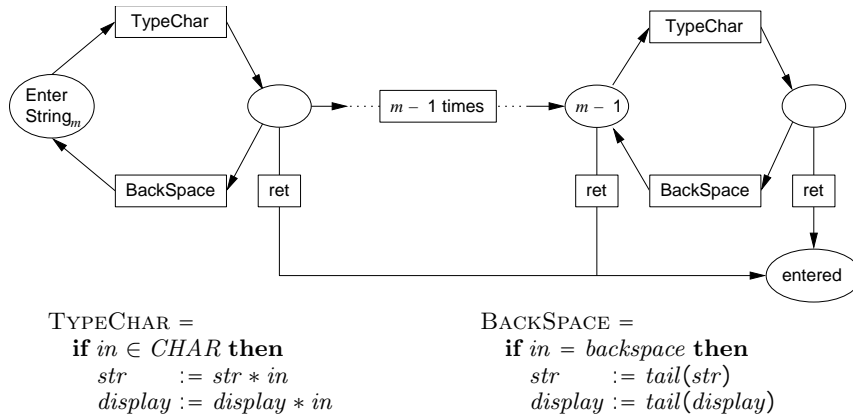 TypeChar
TypeChar
Enter
String_m
m – 1 times
m – 1
BackSpace
ret
ret
BackSpace
ret
entered
TYPECHAR =
if in ∈ CHAR then
str := str * in
display := display * in
BACKSPACE =
if in = backspace then
str := tail(str)
display := tail(display)